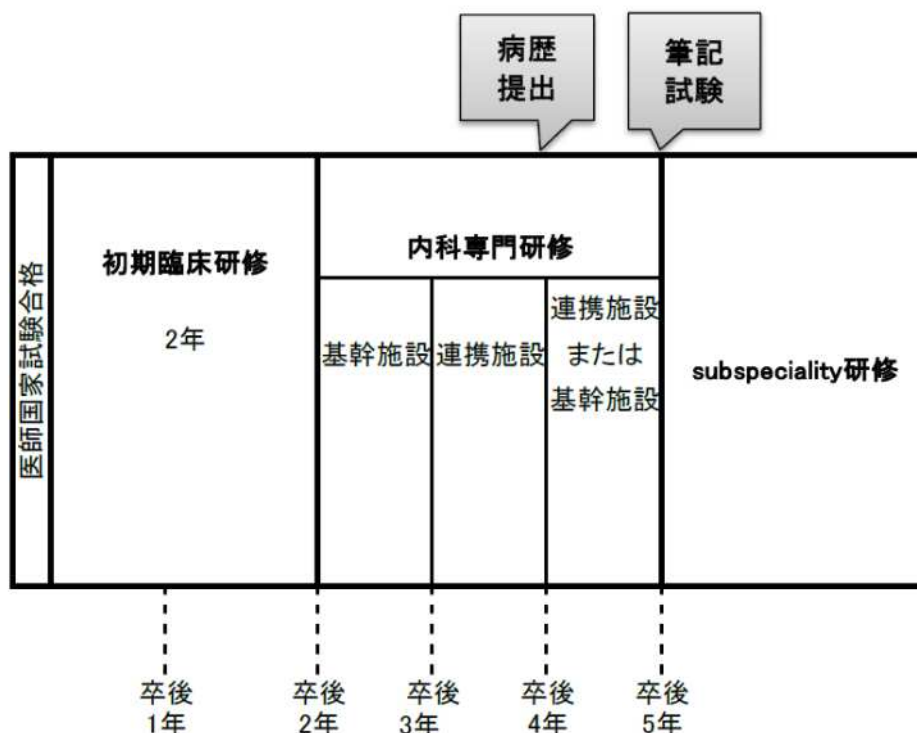 病歴
提出
筆記
試験
医師国家試験合格
初期臨床研修
2年
内科専門研修
基幹施設
連携施設
連携施設
または
基幹施設
subspeciality研修
卒後
1年
卒後
2年
卒後
3年
卒後
4年
卒後
5年